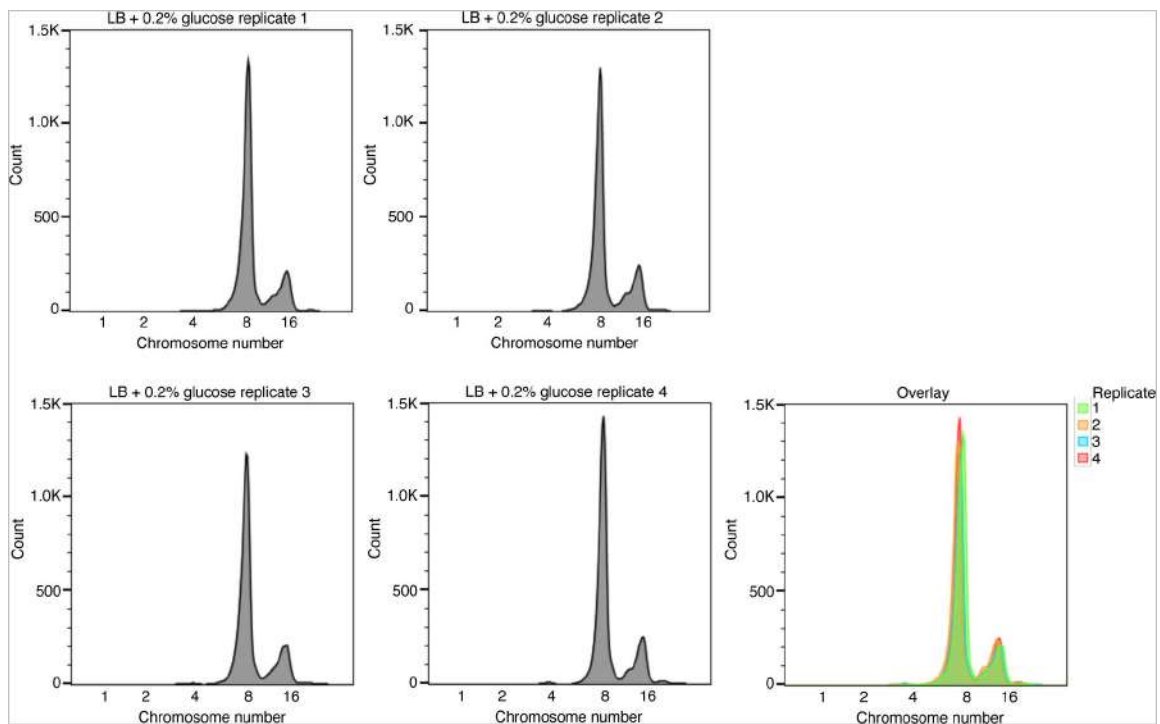 LB + 0.2% glucose replicate 1
1.5K
1.0K
500
0
Count
1 2 4 8 16
Chromosome number
LB + 0.2% glucose replicate 2
1.5K
1.0K
500
0
Count
1 2 4 8 16
Chromosome number
LB + 0.2% glucose replicate 3
1.5K
1.0K
500
0
Count
1 2 4 8 16
Chromosome number
LB + 0.2% glucose replicate 4
1.5K
1.0K
500
0
Count
1 2 4 8 16
Chromosome number
Overlay
1.5K
1.0K
500
0
Count
1 2 4 8 16
Chromosome number
Replicate
1
2
3
4